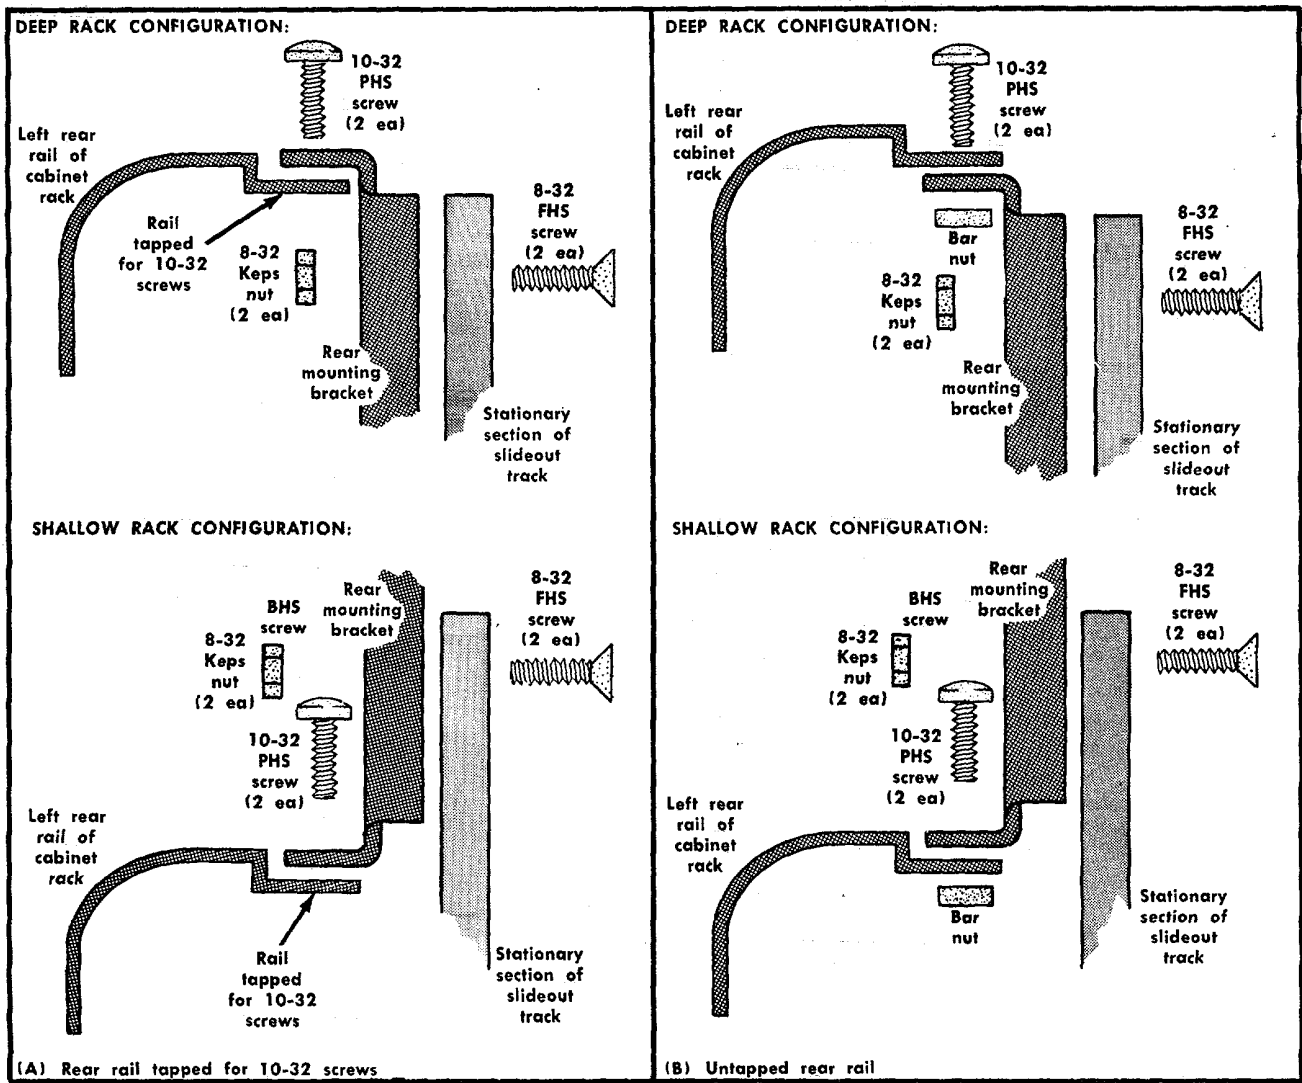 DEEP RACK CONFIGURATION:
10-32
PHS
screw
(2 ea)
Left rear
rail of
cabinet
rack
Rail
tapped
for 10-32
screws
8-32
Keps
nut
(2 ea)
8-32
FHS
screw
(2 ea)
Rear
mounting
bracket
Stationary
section of
slideout
track
SHALLOW RACK CONFIGURATION:
Rear
mounting
bracket
8-32
FHS
screw
(2 ea)
BHS
screw
8-32
Keps
nut
(2 ea)
10-32
PHS
screw
(2 ea)
Left rear
rail of
cabinet
rack
Rail
tapped
for 10-32
screws
Stationary
section of
slideout
track
(A) Rear rail tapped for 10-32 screws
DEEP RACK CONFIGURATION:
10-32
PHS
screw
(2 ea)
Left rear
rail of
cabinet
rack
Bar
nut
8-32
Keps
nut
(2 ea)
8-32
FHS
screw
(2 ea)
Rear
mounting
bracket
Stationary
section of
slideout
track
SHALLOW RACK CONFIGURATION:
Rear
mounting
bracket
8-32
FHS
screw
(2 ea)
BHS
screw
8-32
Keps
nut
(2 ea)
10-32
PHS
screw
(2 ea)
Left rear
rail of
cabinet
rack
Bar
nut
Stationary
section of
slideout
track
(B) Untapped rear rail